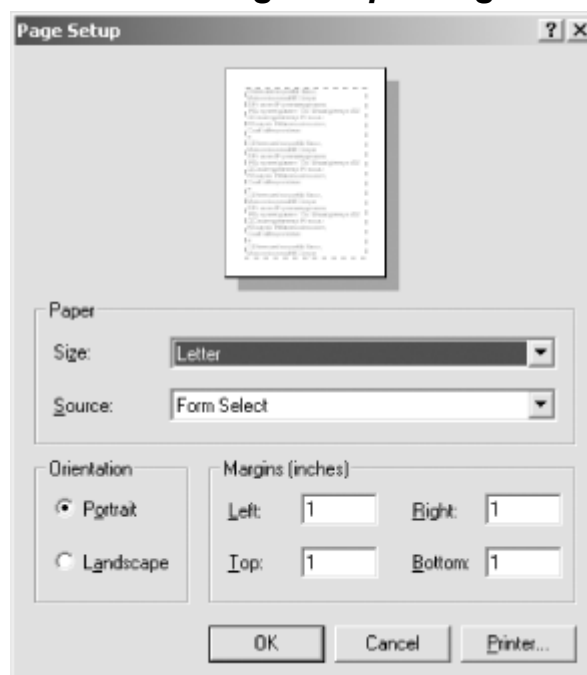 Page Setup ? ×
Paper
Size: Letter
Source: Form Select
Orientation
Portrait
Landscape
Margins (inches)
Left: 1 Right: 1
Top: 1 Bottom: 1
OK Cancel Printer...